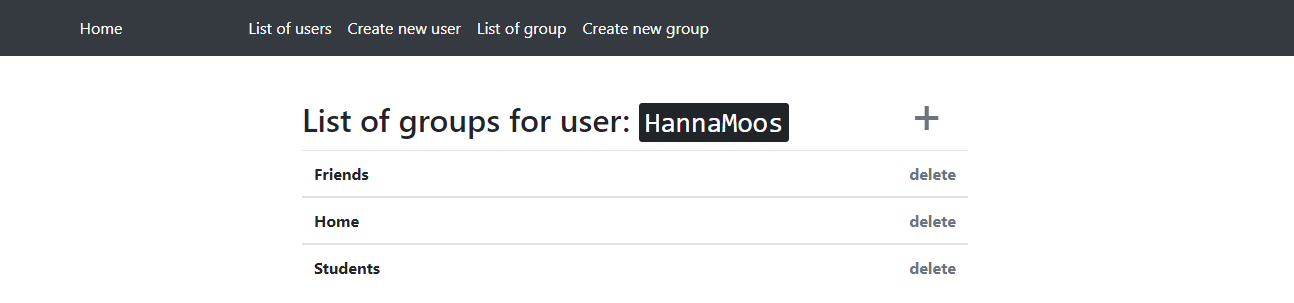 Home List of users Create new user List of group Create new group
List of groups for user: HannaMoos +
Friends delete
Home delete
Students delete